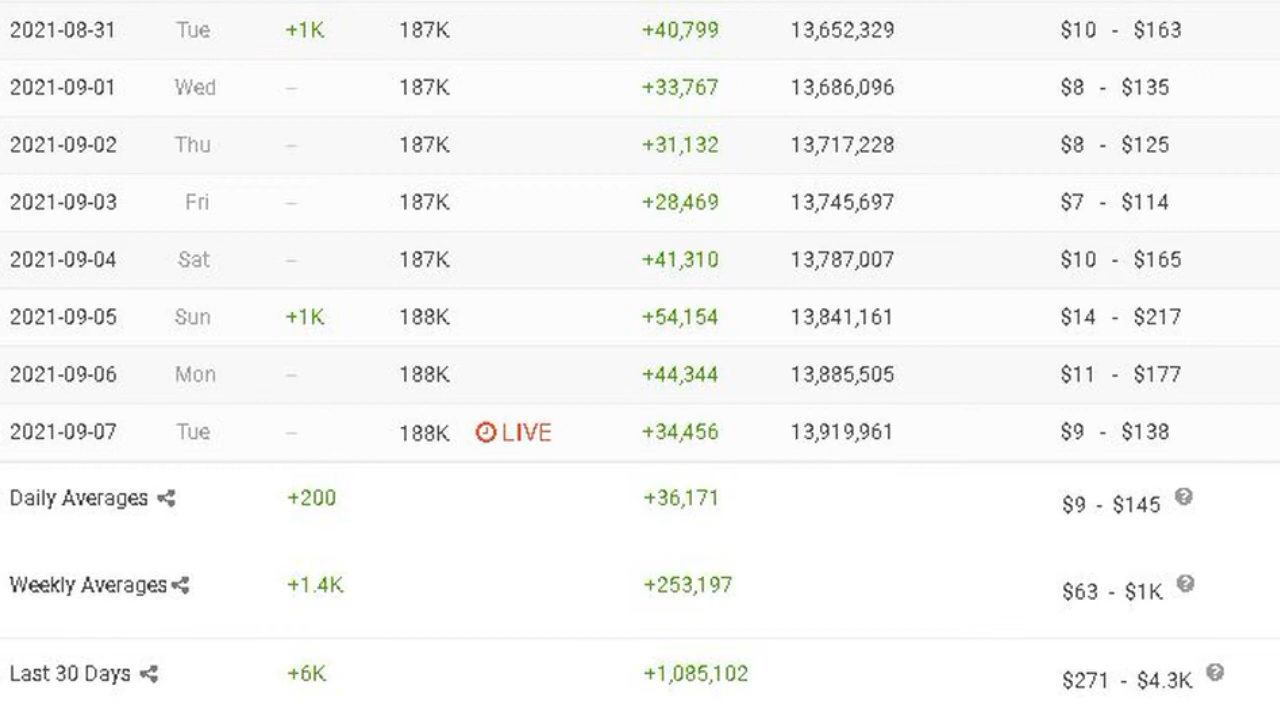 2021-08-31 Tue +1K 187K +40,799 13,652,329 $10 - $163
2021-09-01 Wed – 187K +33,767 13,686,096 $8 - $135
2021-09-02 Thu – 187K +31,132 13,717,228 $8 - $125
2021-09-03 Fri – 187K +28,469 13,745,697 $7 - $114
2021-09-04 Sat – 187K +41,310 13,787,007 $10 - $165
2021-09-05 Sun +1K 188K +54,154 13,841,161 $14 - $217
2021-09-06 Mon – 188K +44,344 13,885,505 $11 - $177
2021-09-07 Tue – 188K LIVE +34,456 13,919,961 $9 - $138
Daily Averages +200 +36,171 $9 - $145 ?
Weekly Averages +1.4K +253,197 $63 - $1K ?
Last 30 Days +6K +1,085,102 $271 - $4.3K ?